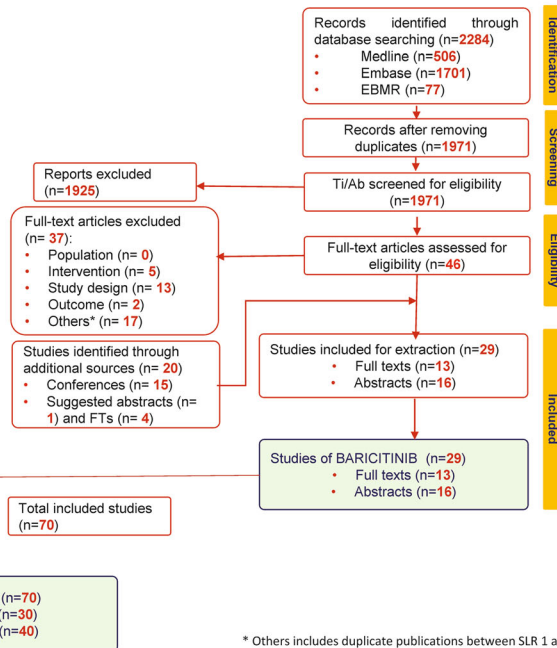 Records identified through
database searching (n=2284)
• Medline (n=506)
• Embase (n=1701)
• EBMR (n=77)
Identification
Records after removing
duplicates (n=1971)
Screening
Reports excluded
(n=1925)
Ti/Ab screened for eligibility
(n=1971)
Full-text articles excluded
(n= 37):
• Population (n= 0)
• Intervention (n= 5)
• Study design (n= 13)
• Outcome (n= 2)
• Others* (n= 17)
Full-text articles assessed for
eligibility (n=46)
Eligibility
Studies identified through
additional sources (n= 20)
• Conferences (n= 15)
• Suggested abstracts (n=
1) and FTs (n= 4)
Studies included for extraction (n=29)
• Full texts (n=13)
• Abstracts (n=16)
Included
Studies of BARICITINIB (n=29)
• Full texts (n=13)
• Abstracts (n=16)
Total included studies
(n=70)
(n=70)
(n=30)
(n=40)
* Others includes duplicate publications between SLR 1 a